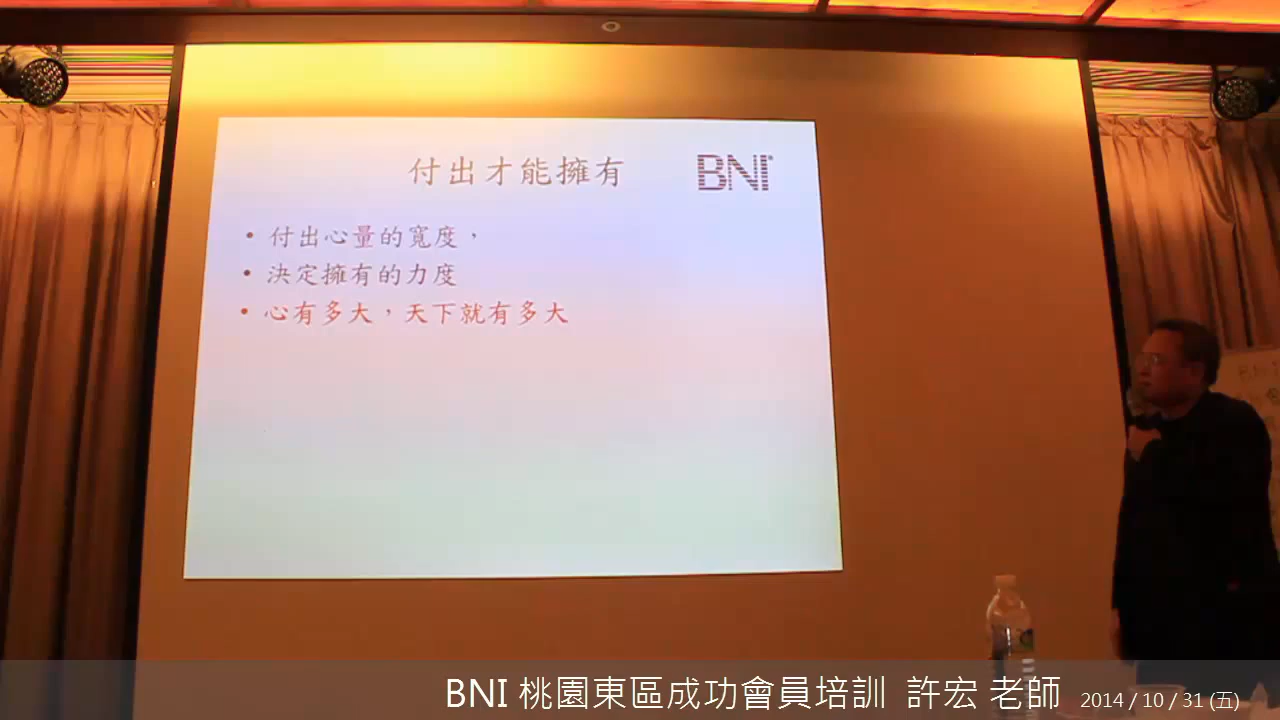 付出才能擁有
BNI
• 付出心量的寬度，
• 決定擁有的力度
• 心有多大，天下就有多大
BNI
BNI 桃園東區成功會員培訓 許宏 老師 2014 / 10 / 31 (五)